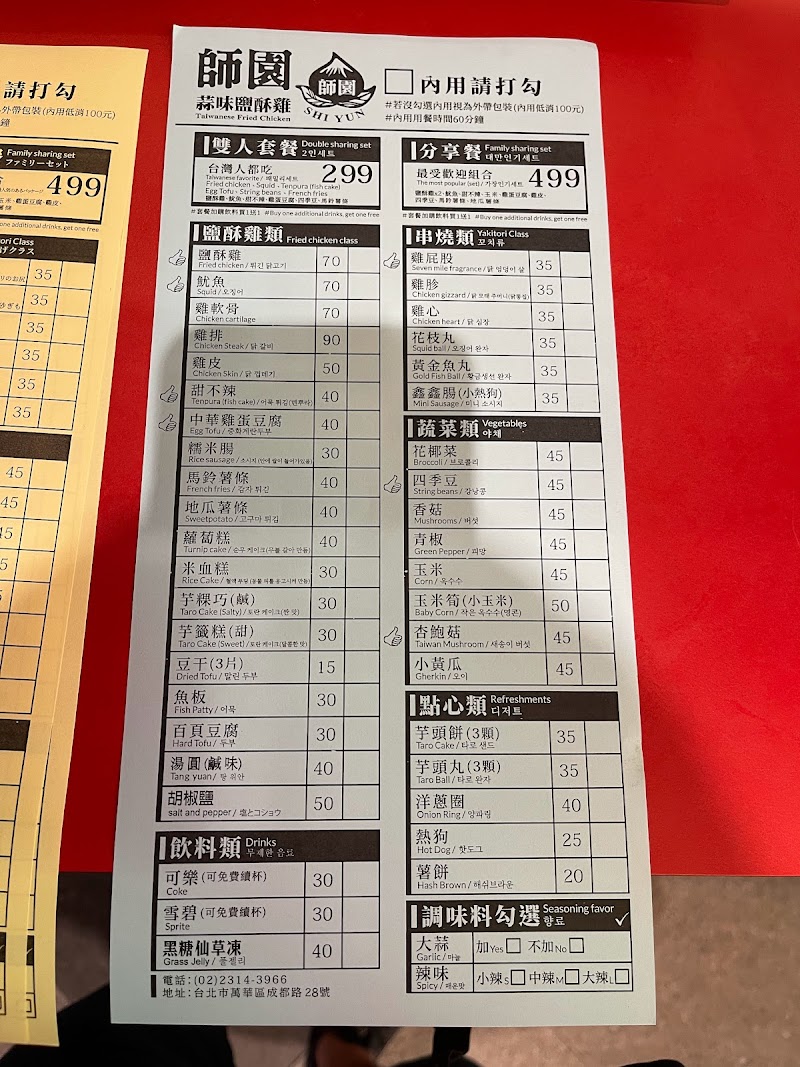 請打勾
外帶包裝(內用低消100元)
Family sharing set
ファミリーセット
499
35
35
35
35
35
35
45
45
45
45
45
50
45
45
師園
蒜味鹽酥雞
Taiwanese Fried Chicken
師園
SHI YUN
內用請打勾
#若沒勾選內用視為外帶包裝(內用低消100元)
#內用用餐時間60分鐘
雙人套餐 Double sharing set
2인세트
台灣人都吃 299
Taiwanese favorite / 패밀리세트
Fried chicken - Squid - Tenpura (fish cake)
Egg Tofu - String beans - French fries
鹽酥雞·魷魚·甜不辣·雞蛋豆腐·四季豆·馬鈴薯條
#套餐加購飲料買1送1 #Buy one additional drinks, get one free
鹽酥雞類 Fried chicken class
鹽酥雞 70
Fried chicken / 튀긴 닭고기
魷魚 70
Squid / 오징어
雞軟骨 70
Chicken cartilage
雞排 90
Chicken Steak / 닭 갈비
雞皮 50
Chicken Skin / 닭 껍데기
甜不辣 40
Tenpura (fish cake) / 어묵 튀김(덴뿌라)
中華雞蛋豆腐 40
Egg Tofu / 중화계란두부
糯米腸 30
Rice sausage / 소시지 (안에 쌀이 들어가있음)
馬鈴薯條 40
French fries / 감자 튀김
地瓜薯條 40
Sweetpotato / 고구마 튀김
蘿蔔糕 40
Turnip cake / 순무 케이크(무를 갈아 만듬)
米血糕 30
Rice Cake /
芋粿巧(鹹) 30
Taro Cake (Salty) / 토란 케이크(짠 맛)
芋籤糕(甜) 30
Taro Cake (Sweet) / 토란 케이크(달콤한 맛)
豆干(3片) 15
Dried Tofu / 말린 두부
魚板 30
Fish Patty / 어묵
百頁豆腐 30
Hard Tofu / 두부
湯圓(鹹味) 40
Tang yuan / 탕 위안
胡椒鹽 50
salt and pepper / 塩とコショウ
飲料類 Drinks
무제한 음료
可樂(可免費續杯) 30
Coke
雪碧(可免費續杯) 30
Sprite
黑糖仙草凍 40
Grass Jelly / 풀젤리
電話：(02)2314-3966
地址：台北市萬華區成都路28號
分享餐 Family sharing set
대만인기세트
最受歡迎組合 499
The most popular (set) / 가장인기세트
鹽酥雞x2·魷魚·甜不辣·玉米·雞蛋豆腐·雞皮·
四季豆·馬鈴薯條·地瓜薯條
#套餐加購飲料買1送1 #Buy one additional drinks, get one free
串燒類 Yakitori Class
꼬치류
雞屁股 35
Seven mile fragrance / 닭 엉덩이 살
雞胗 35
Chicken gizzard / 닭 모래 주머니(닭똥집)
雞心 35
Chicken heart / 닭 심장
花枝丸 35
Squid ball / 오징어 완자
黃金魚丸 35
Gold Fish Ball / 황금생선 완자
鑫鑫腸(小熱狗) 35
Mini Sausage / 미니 소시지
蔬菜類 Vegetables
야채
花椰菜 45
Broccoli / 브로콜리
四季豆 45
String beans / 강낭콩
香菇 45
Mushrooms / 버섯
青椒 45
Green Pepper / 피망
玉米 45
Corn / 옥수수
玉米筍(小玉米) 50
Baby Corn / 작은 옥수수(영콘)
杏鮑菇 45
Taiwan Mushroom / 새송이 버섯
小黃瓜 45
Gherkin / 오이
點心類 Refreshments
디저트
芋頭餅(3顆) 35
Taro Cake / 타로 샌드
芋頭丸(3顆) 35
Taro Ball / 타로 완자
洋蔥圈 40
Onion Ring / 양파링
熱狗 25
Hot Dog / 핫도그
薯餅 20
Hash Brown / 해쉬브라운
調味料勾選 Seasoning favor
향료
大蒜 加Yes 不加No
Garlic / 마늘
辣味 小辣S 中辣M 大辣L
Spicy / 매운맛